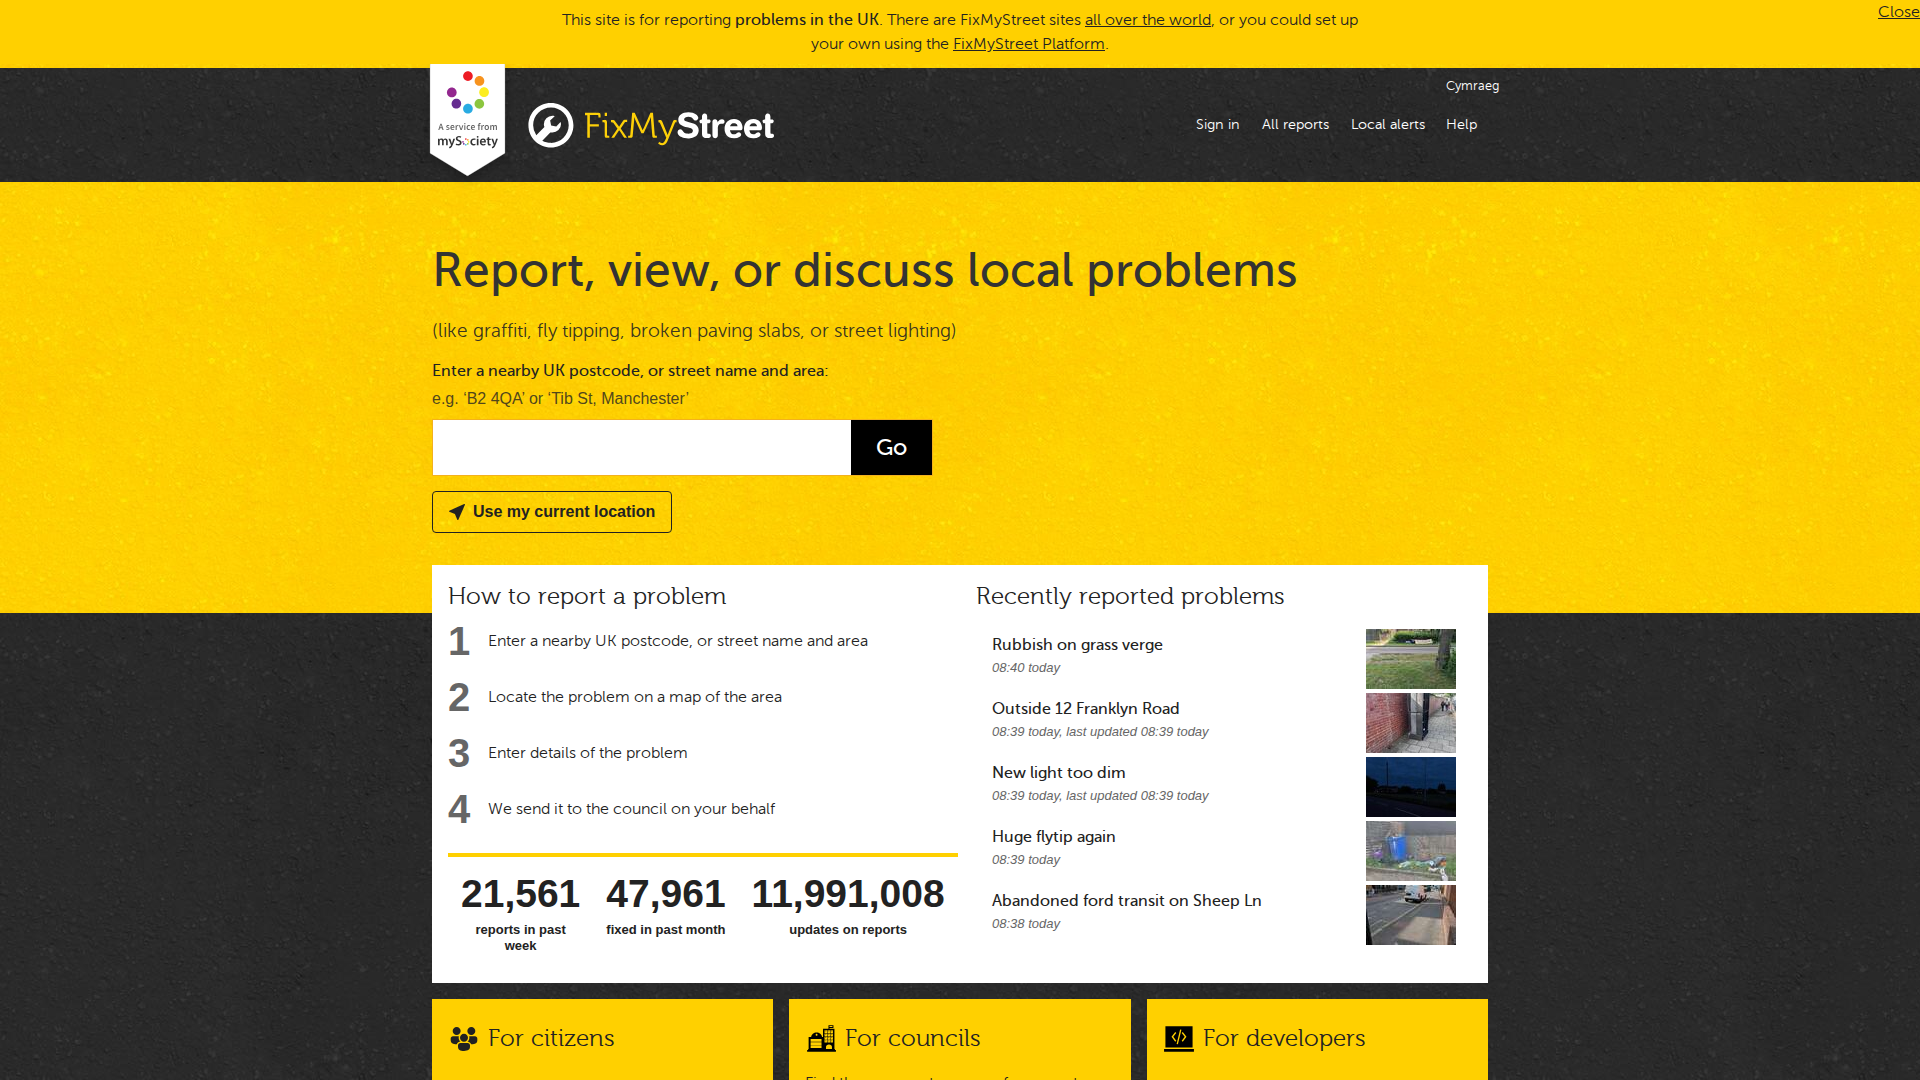 This site is for reporting problems in the UK. There are FixMyStreet sites all over the world, or you could set up
your own using the FixMyStreet Platform.
Close
Cymraeg
A service from
mySociety
FixMyStreet
Sign in
All reports
Local alerts
Help
Report, view, or discuss local problems
(like graffiti, fly tipping, broken paving slabs, or street lighting)
Enter a nearby UK postcode, or street name and area:
e.g. ‘B2 4QA’ or ‘Tib St, Manchester’
Go
Use my current location
How to report a problem
1 Enter a nearby UK postcode, or street name and area
2 Locate the problem on a map of the area
3 Enter details of the problem
4 We send it to the council on your behalf
21,561
reports in past
week
47,961
fixed in past month
11,991,008
updates on reports
Recently reported problems
Rubbish on grass verge
08:40 today
Outside 12 Franklyn Road
08:39 today, last updated 08:39 today
New light too dim
08:39 today, last updated 08:39 today
Huge flytip again
08:39 today
Abandoned ford transit on Sheep Ln
08:38 today
For citizens
For councils
For developers